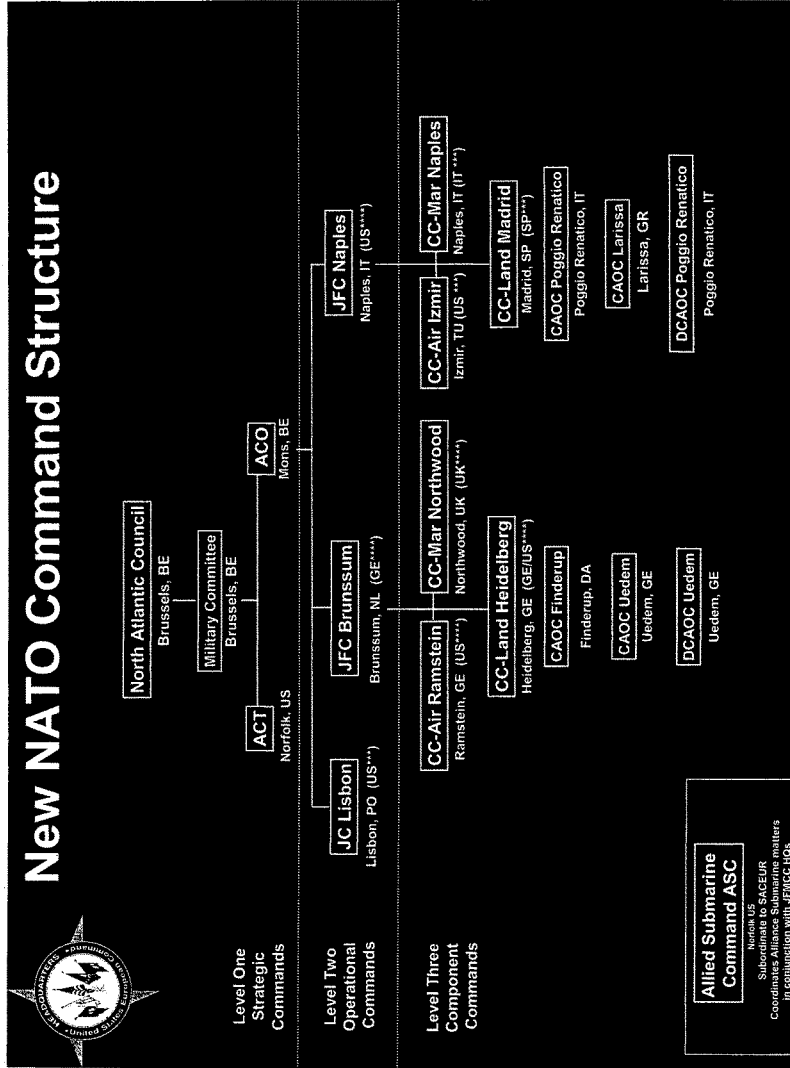 New NATO Command Structure
HEADQUARTERS
United States European Command
North Atlantic Council
Brussels, BE
Military Committee
Brussels, BE
Level One
Strategic
Commands
ACT
Norfolk, US
ACO
Mons, BE
Level Two
Operational
Commands
JC Lisbon
Lisbon, PO (US***)
JFC Brunssum
Brunssum, NL (GE****)
JFC Naples
Naples, IT (US****)
Level Three
Component
Commands
CC-Air Ramstein
Ramstein, GE (US****)
CC-Mar Northwood
Northwood, UK (UK****)
CC-Land Heidelberg
Heidelberg, GE (GE/US****)
CAOC Finderup
Finderup, DA
CAOC Uedem
Uedem, GE
DCAOC Uedem
Uedem, GE
CC-Air Izmir
Izmir, TU (US ***)
CC-Mar Naples
Naples, IT (IT ***)
CC-Land Madrid
Madrid, SP (SP***)
CAOC Poggio Renatico
Poggio Renatico, IT
CAOC Larissa
Larissa, GR
DCAOC Poggio Renatico
Poggio Renatico, IT
Allied Submarine
Command ASC
Norfolk US
Subordinate to SACEUR
Coordinates Alliance Submarine matters
in conjunction with JFMCC HQs